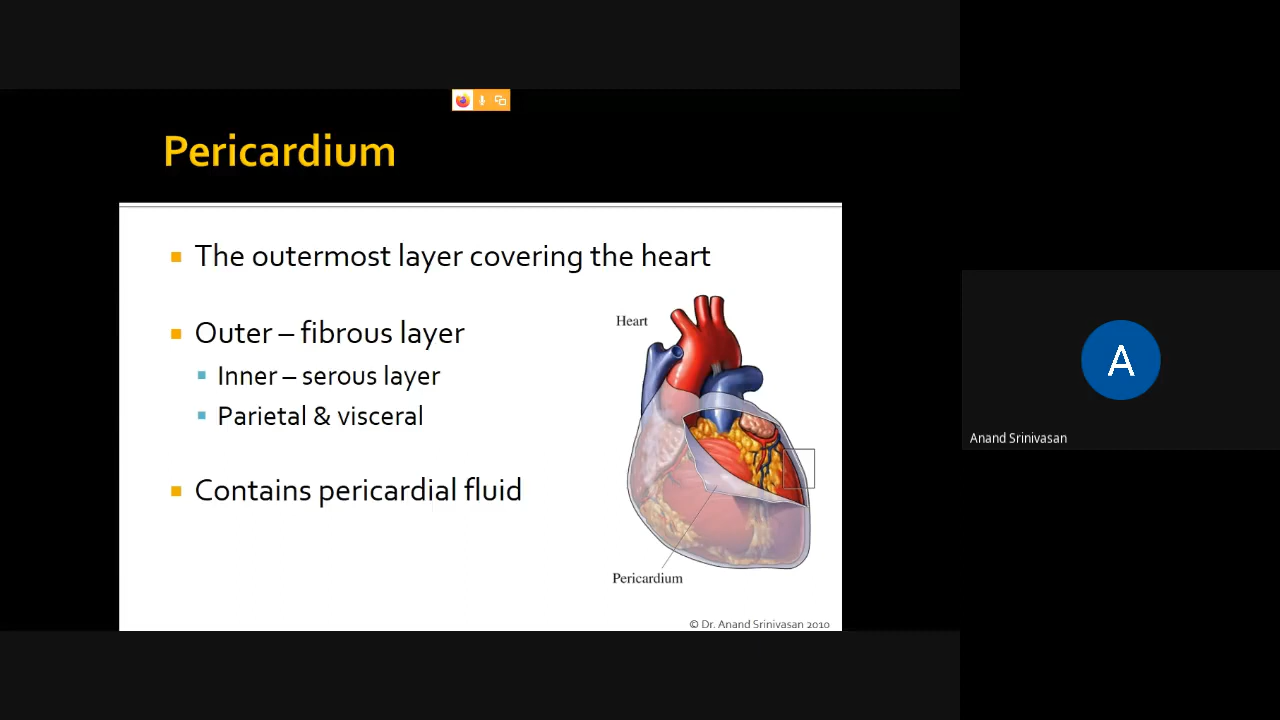 Pericardium
The outermost layer covering the heart
Outer – fibrous layer
Inner – serous layer
Parietal & visceral
Contains pericardial fluid
Heart
Pericardium
© Dr. Anand Srinivasan 2010
A
Anand Srinivasan